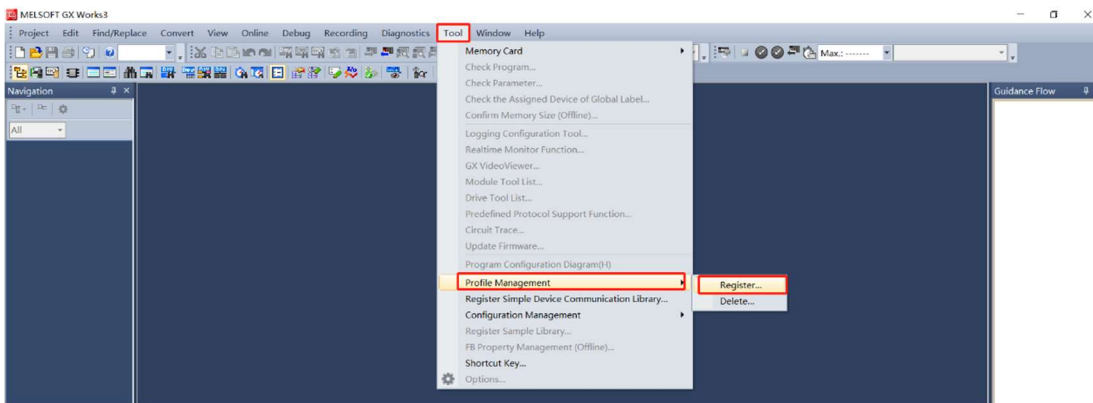 MELSOFT GX Works3
Project Edit Find/Replace Convert View Online Debug Recording Diagnostics Tool Window Help
Max.: -------
Navigation
All
Memory Card
Check Program...
Check Parameter...
Check the Assigned Device of Global Label...
Confirm Memory Size (Offline)...
Logging Configuration Tool...
Realtime Monitor Function...
GX VideoViewer...
Module Tool List...
Drive Tool List...
Predefined Protocol Support Function...
Circuit Trace...
Update Firmware...
Program Configuration Diagram(H)
Profile Management
Register Simple Device Communication Library...
Configuration Management
Register Sample Library...
FB Property Management (Offline)...
Shortcut Key...
Options...
Register...
Delete...
Guidance Flow